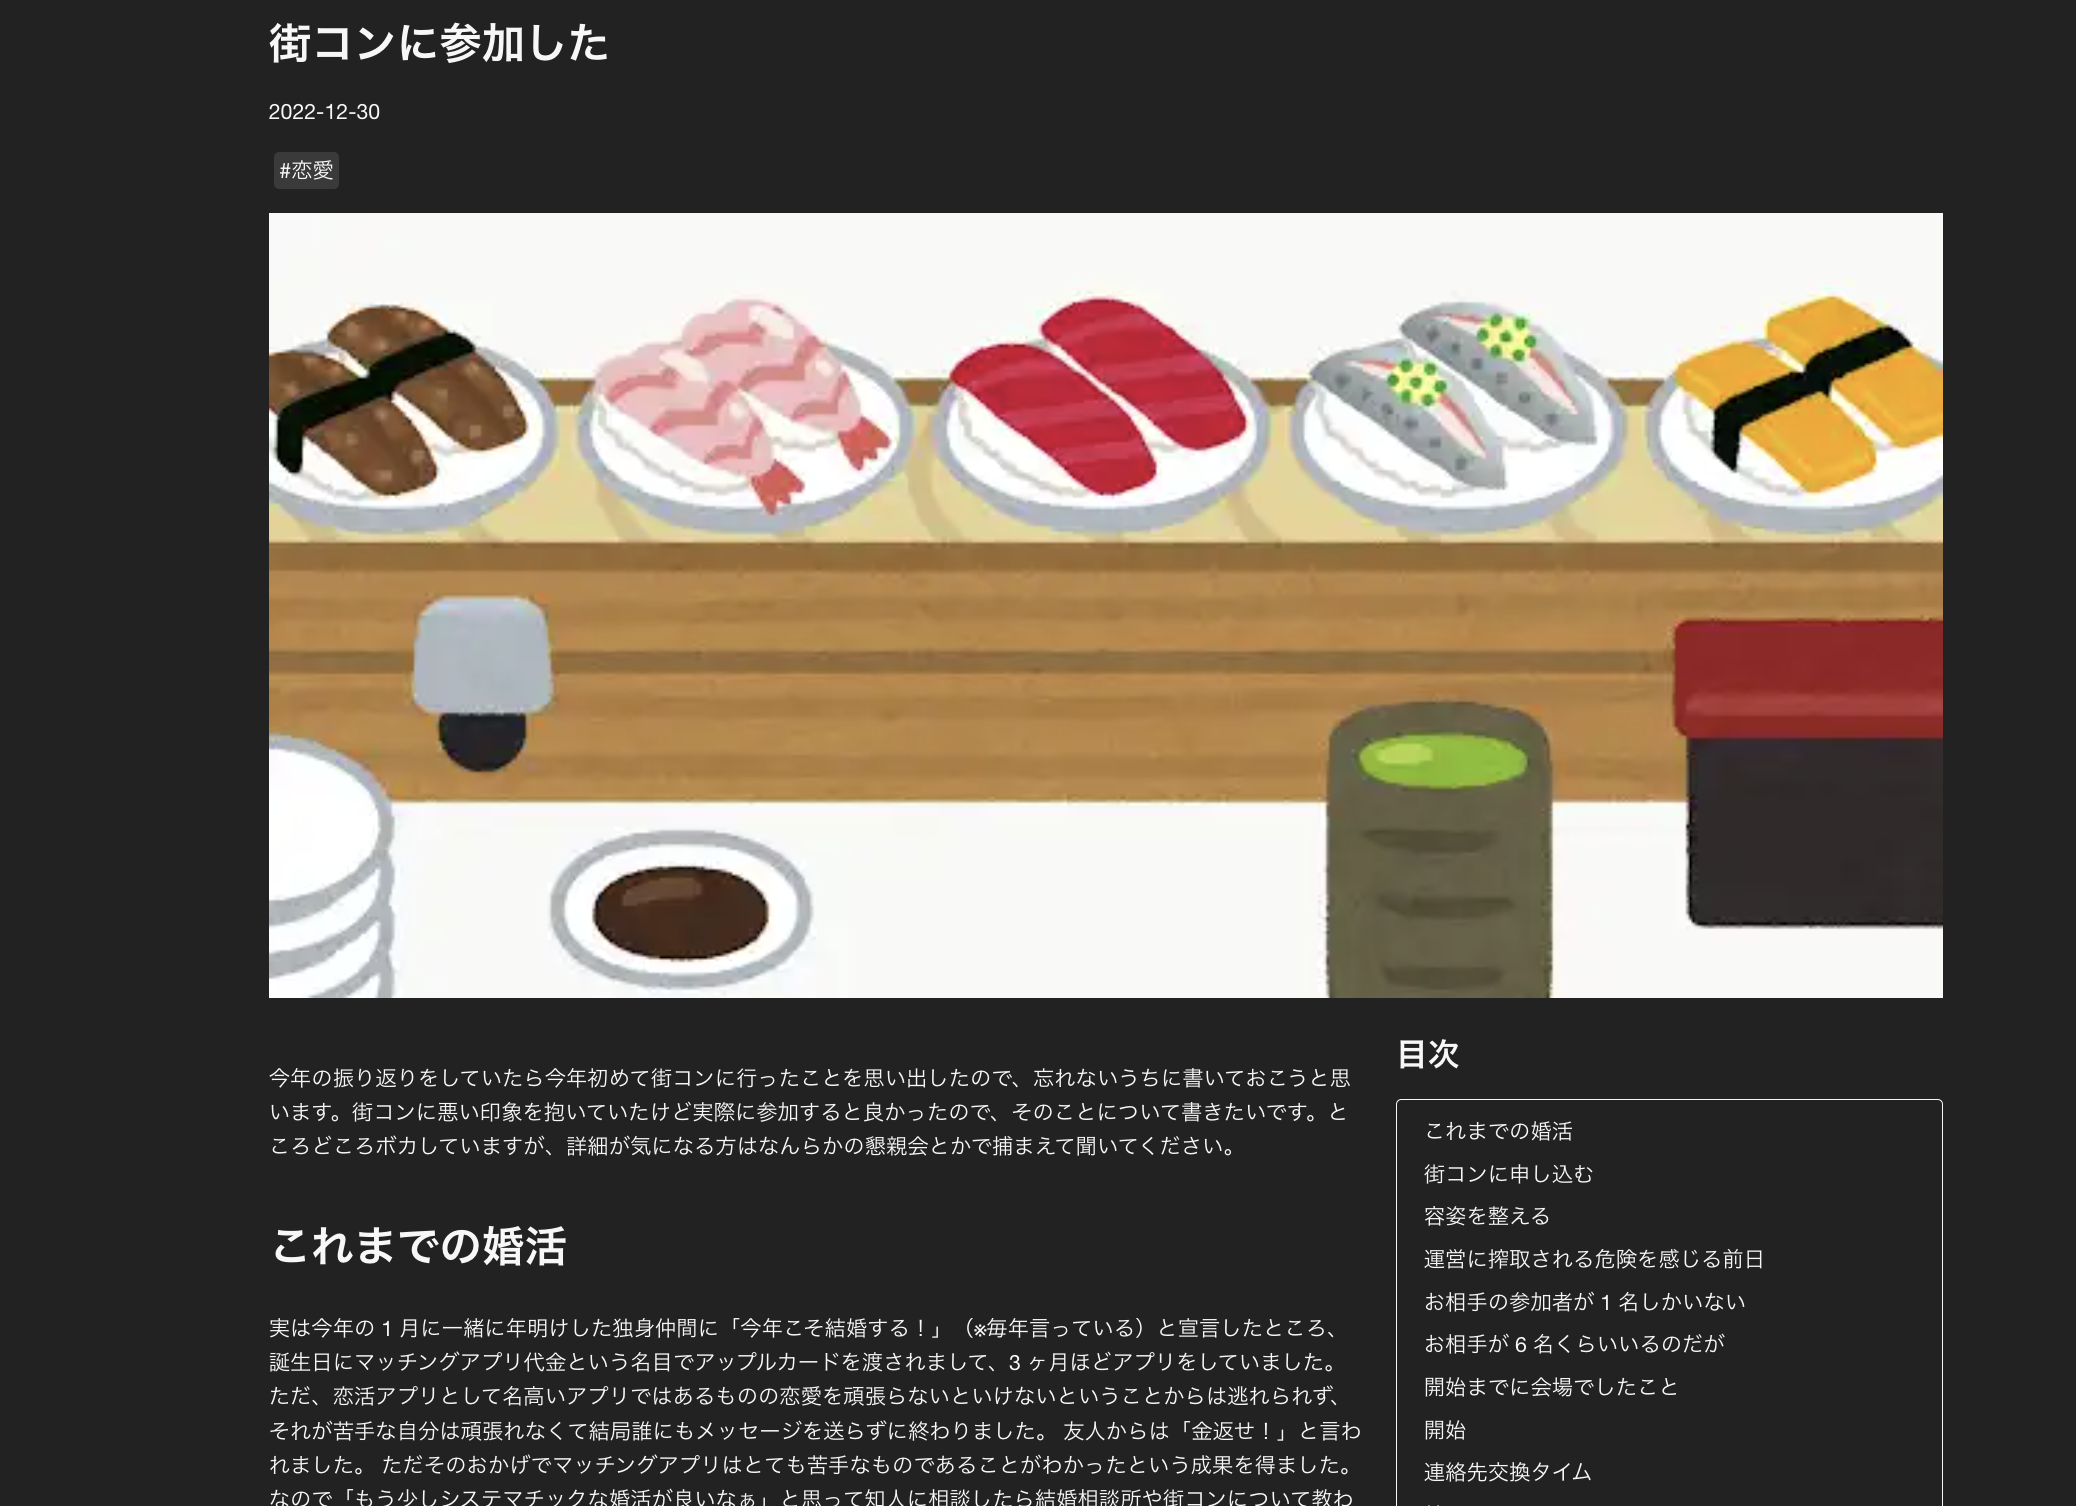 街コンに参加した
2022-12-30
#恋愛
今年の振り返りをしていたら今年初めて街コンに行ったことを思い出したので、忘れないうちに書いておこうと思
います。街コンに悪い印象を抱いていたけど実際に参加すると良かったので、そのことについて書きたいです。と
ころどころボカしていますが、詳細が気になる方はなんらかの懇親会とかで捕まえて聞いてください。
これまでの婚活
実は今年の 1 月に一緒に年明けした独身仲間に「今年こそ結婚する！」（※毎年言っている）と宣言したところ、
誕生日にマッチングアプリ代金という名目でアップルカードを渡されまして、3 ヶ月ほどアプリをしていました。
ただ、恋活アプリとして名高いアプリではあるものの恋愛を頑張らないといけないということからは逃れられず、
それが苦手な自分は頑張れなくて結局誰にもメッセージを送らずに終わりました。 友人からは「金返せ！」と言わ
れました。 ただそのおかげでマッチングアプリはとても苦手なものであることがわかったという成果を得ました。
なので「もう少しシステマチックな婚活が良いなぁ」と思って知人に相談したら結婚相談所や街コンについて教わ
目次
これまでの婚活
街コンに申し込む
容姿を整える
運営に搾取される危険を感じる前日
お相手の参加者が 1 名しかいない
お相手が 6 名くらいいるのだが
開始までに会場でしたこと
開始
連絡先交換タイム